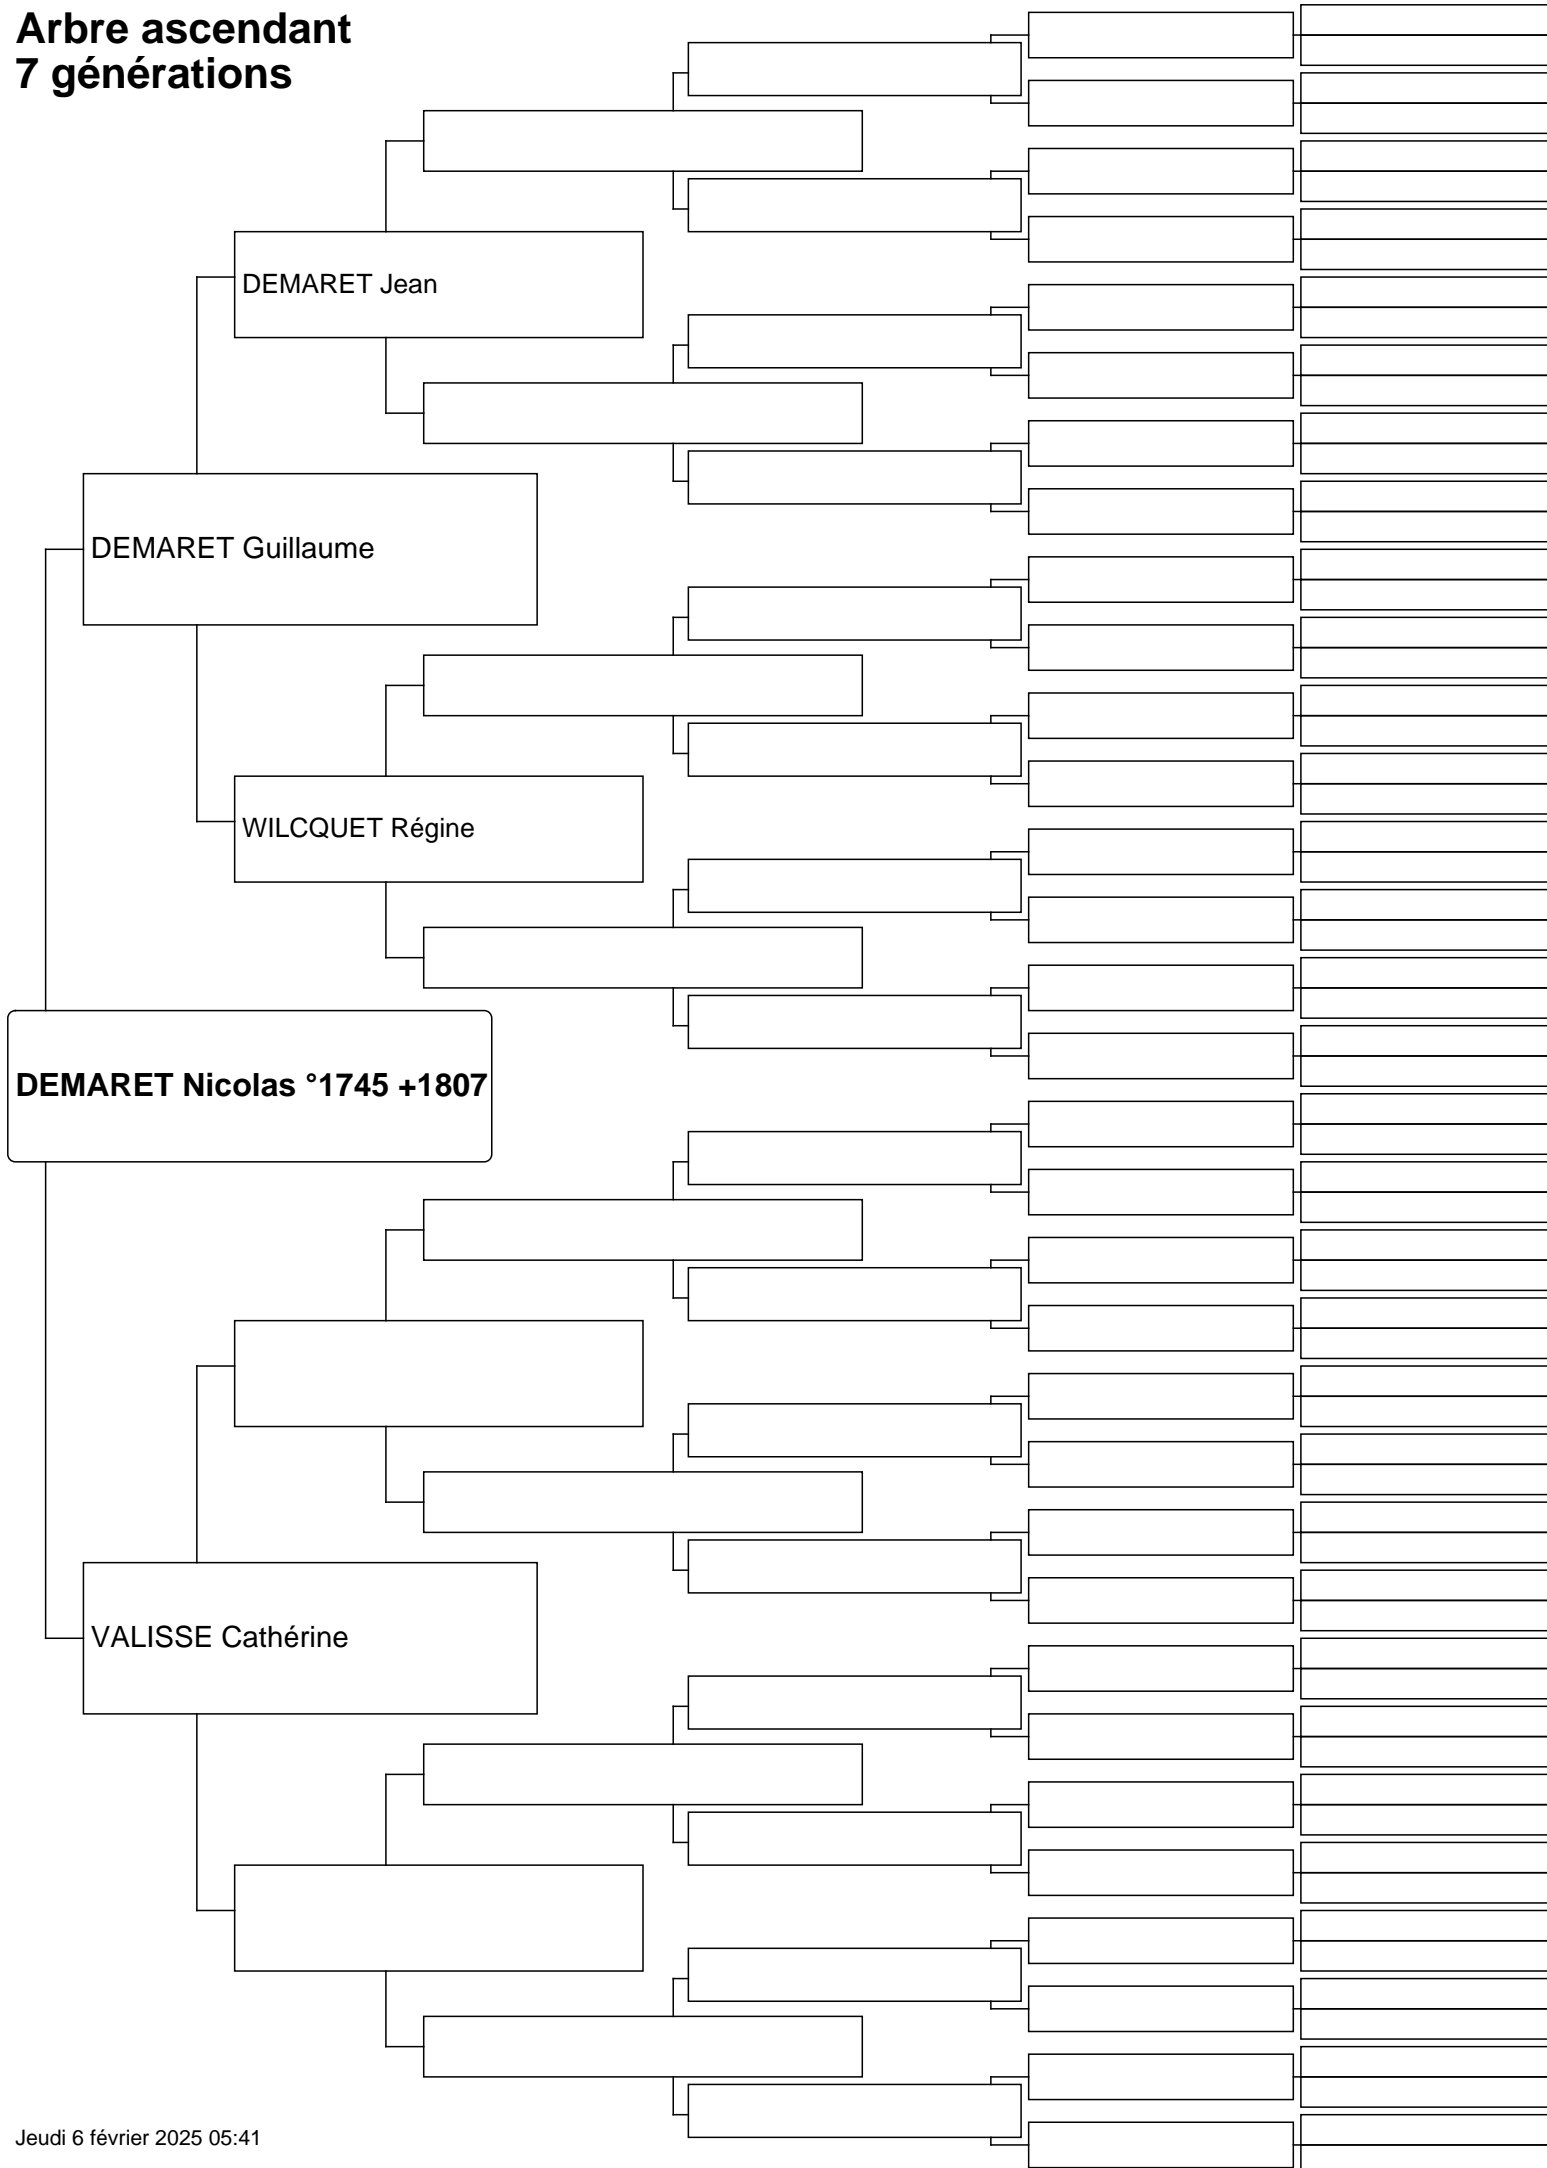 Arbre ascendant
7 générations
DEMARET Jean
DEMARET Guillaume
WILCQUET Régine
DEMARET Nicolas °1745 +1807
VALISSE Cathérine
Jeudi 6 février 2025 05:41